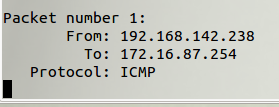 Packet number 1:
From: 192.168.142.238
To: 172.16.87.254
Protocol: ICMP